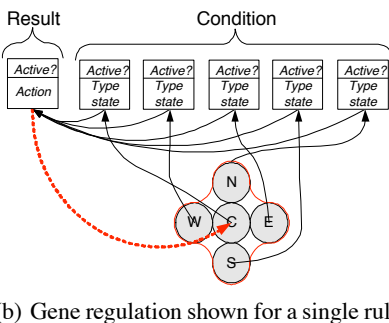 Result Condition
Active? Active? Active? Active? Active? Active?
Action Type Type Type Type Type
state state state state state
N
W C E
S
b) Gene regulation shown for a single rul